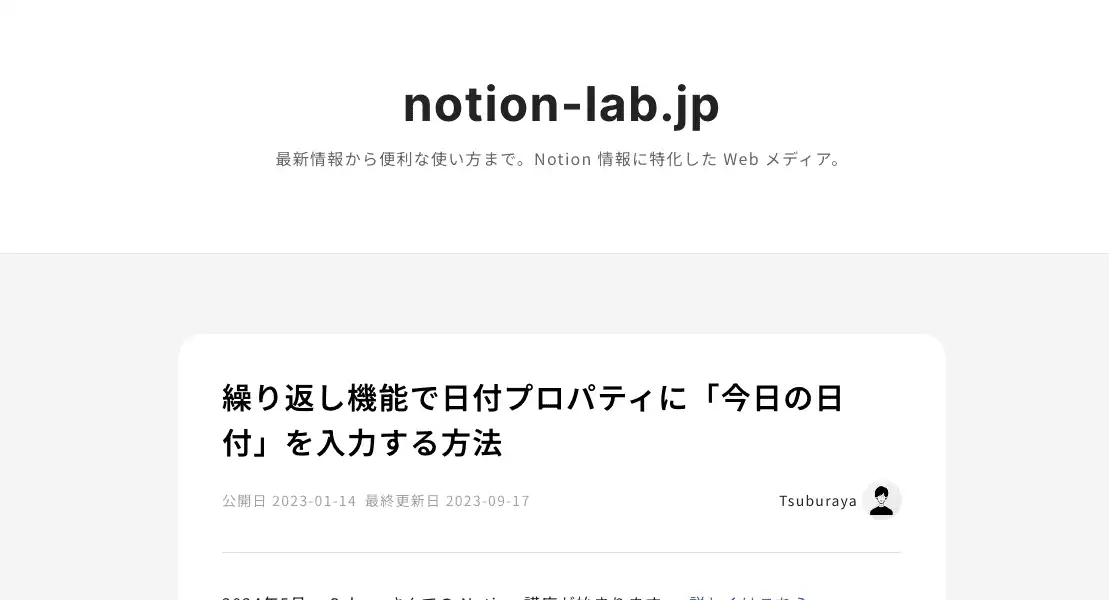 notion-lab.jp
最新情報から便利な使い方まで。Notion 情報に特化した Web メディア。
繰り返し機能で日付プロパティに「今日の日
付」を入力する方法
公開日 2023-01-14 最終更新日 2023-09-17
Tsuburaya